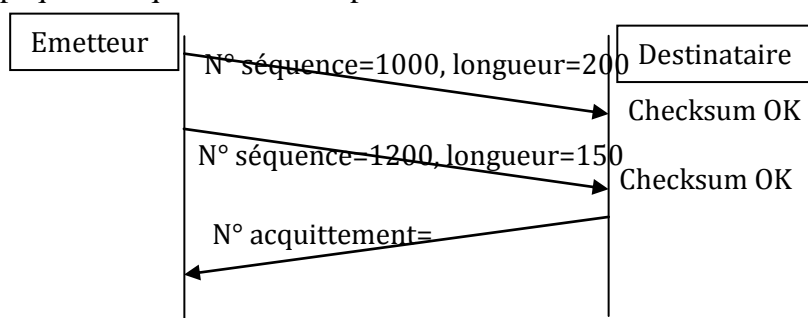 Emetteur
Destinataire
N° séquence=1000, longueur=200
Checksum OK
N° séquence=1200, longueur=150
Checksum OK
N° acquittement=